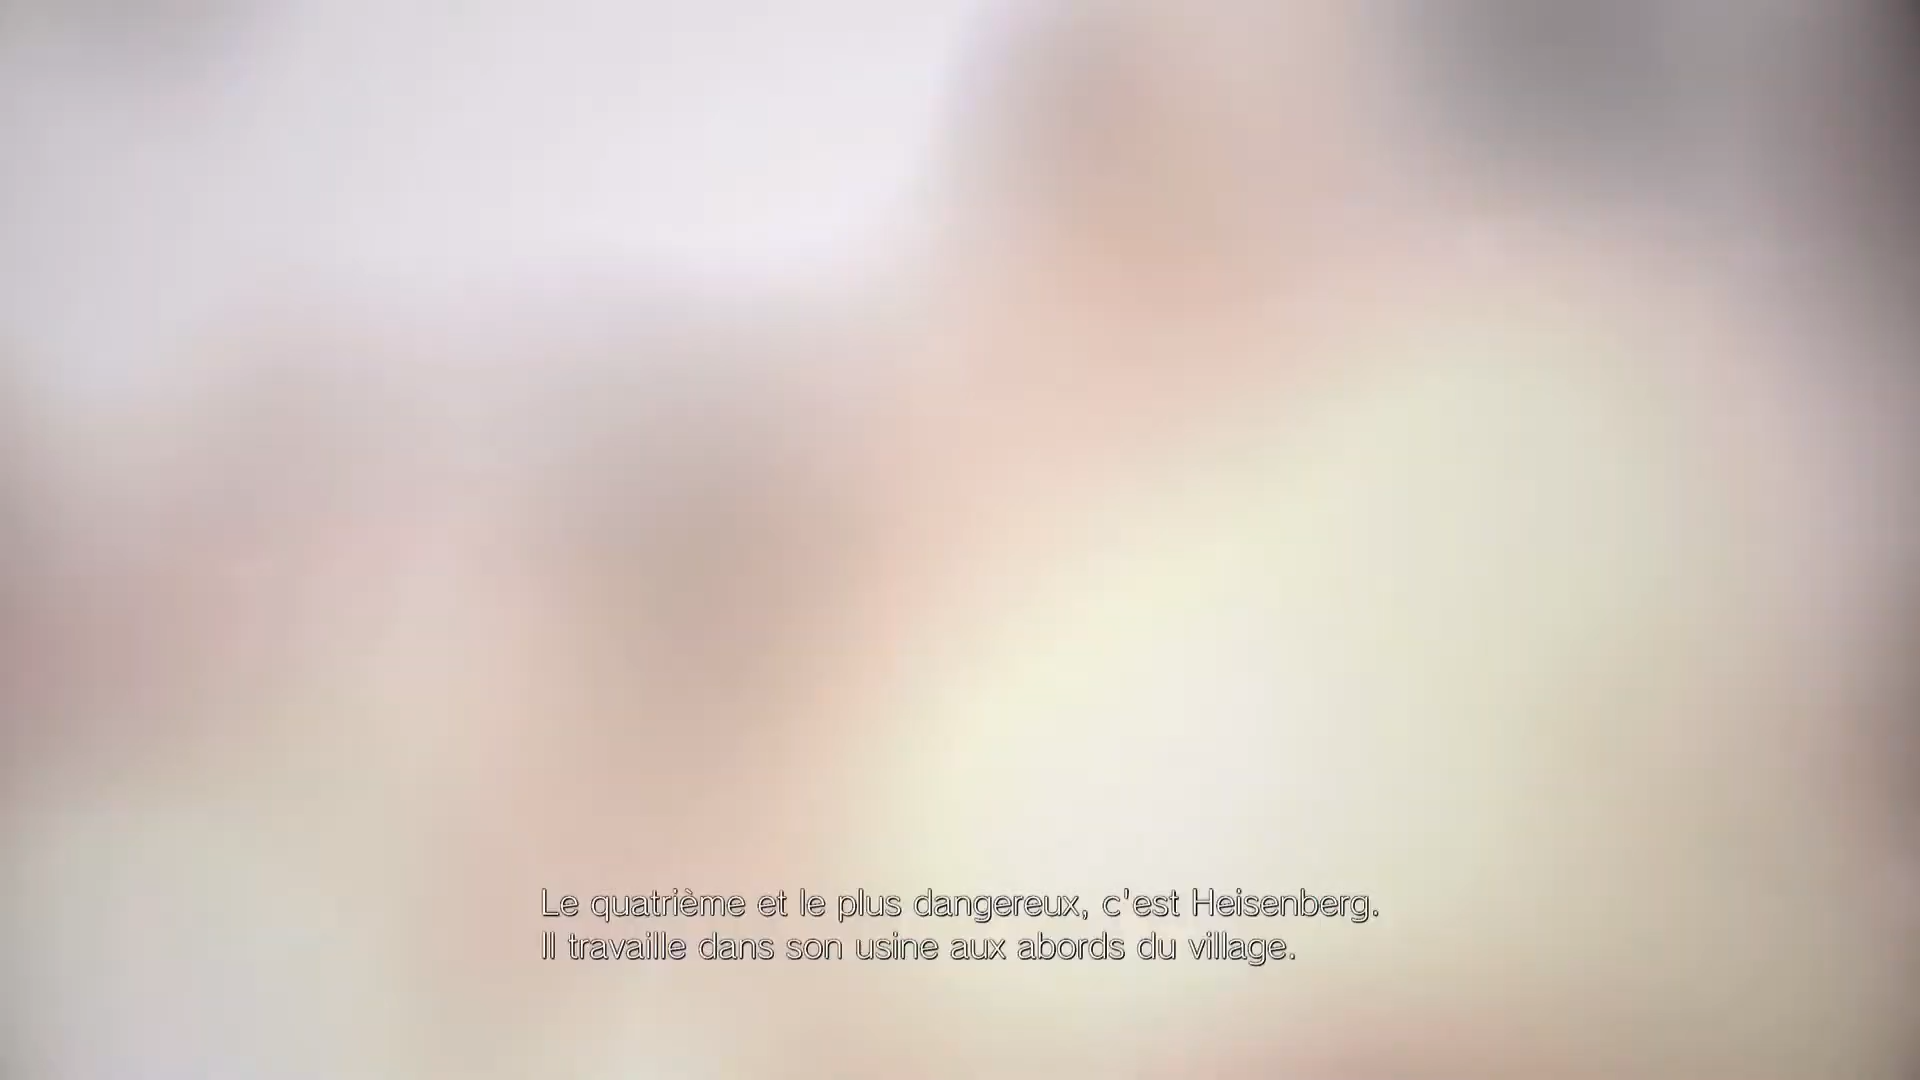 Le quatrième et le plus dangereux, c'est Heisenberg.
Il travaille dans son usine aux abords du village.